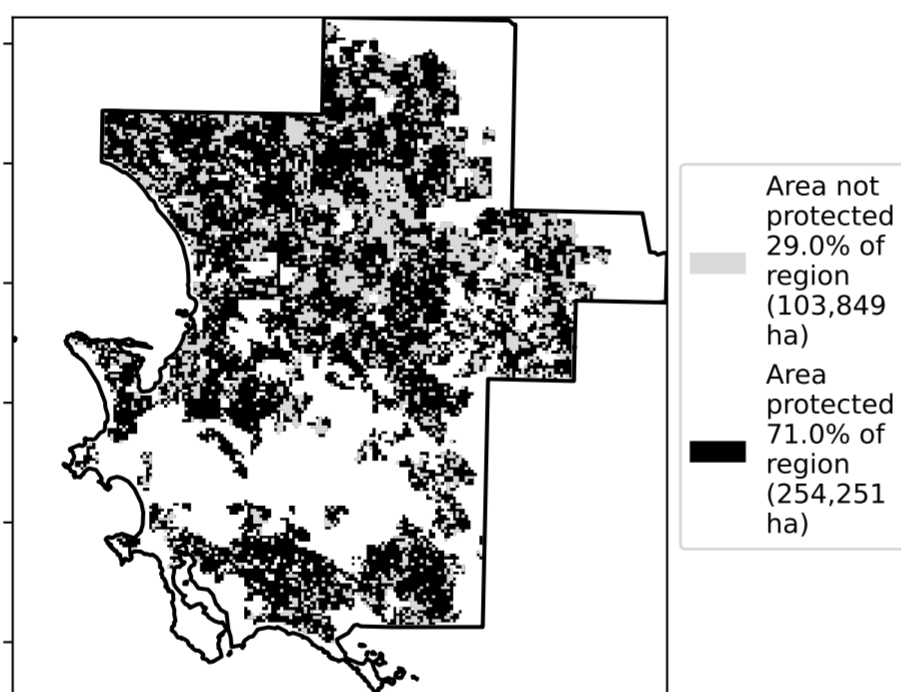 Area not
protected
29.0% of
region
(103,849
ha)
Area
protected
71.0% of
region
(254,251
ha)